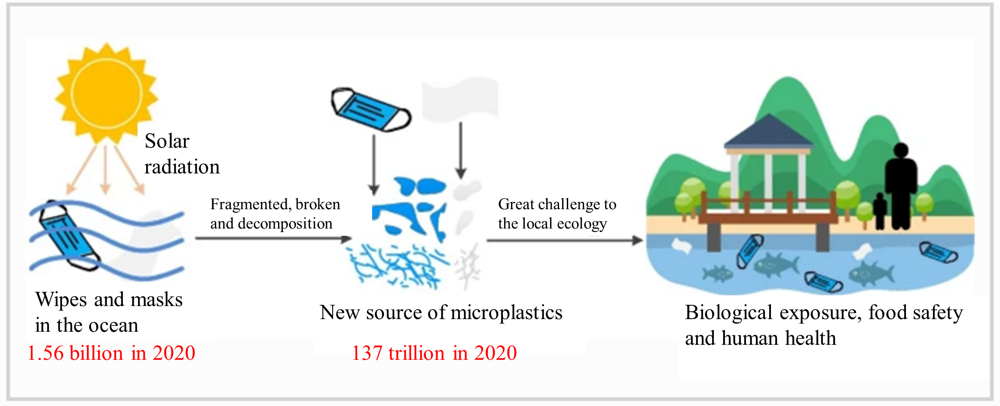 Solar
radiation
Fragmented, broken
and decomposition
Great challenge to
the local ecology
Wipes and masks
in the ocean
1.56 billion in 2020
New source of microplastics
137 trillion in 2020
Biological exposure, food safety
and human health